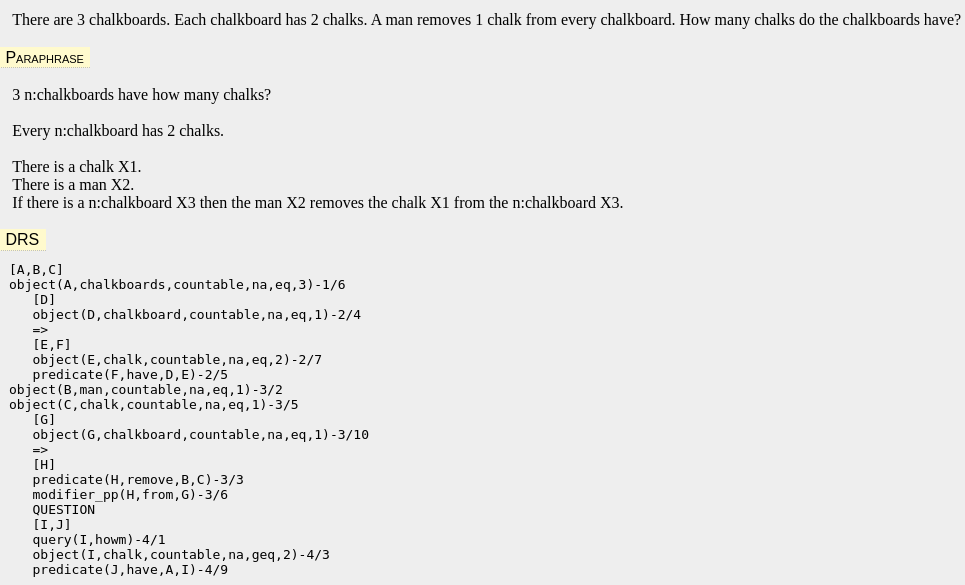 There are 3 chalkboards. Each chalkboard has 2 chalks. A man removes 1 chalk from every chalkboard. How many chalks do the chalkboards have?
PARAPHRASE
3 n:chalkboards have how many chalks?
Every n:chalkboard has 2 chalks.
There is a chalk X1.
There is a man X2.
If there is a n:chalkboard X3 then the man X2 removes the chalk X1 from the n:chalkboard X3.
DRS
[A,B,C]
object(A,chalkboards,countable,na,eq,3)-1/6
   [D]
   object(D,chalkboard,countable,na,eq,1)-2/4
   =>
   [E,F]
   object(E,chalk,countable,na,eq,2)-2/7
   predicate(F,have,D,E)-2/5
object(B,man,countable,na,eq,1)-3/2
object(C,chalk,countable,na,eq,1)-3/5
   [G]
   object(G,chalkboard,countable,na,eq,1)-3/10
   =>
   [H]
   predicate(H,remove,B,C)-3/3
   modifier_pp(H,from,G)-3/6
   QUESTION
   [I,J]
   query(I,howm)-4/1
   object(I,chalk,countable,na,geq,2)-4/3
   predicate(J,have,A,I)-4/9